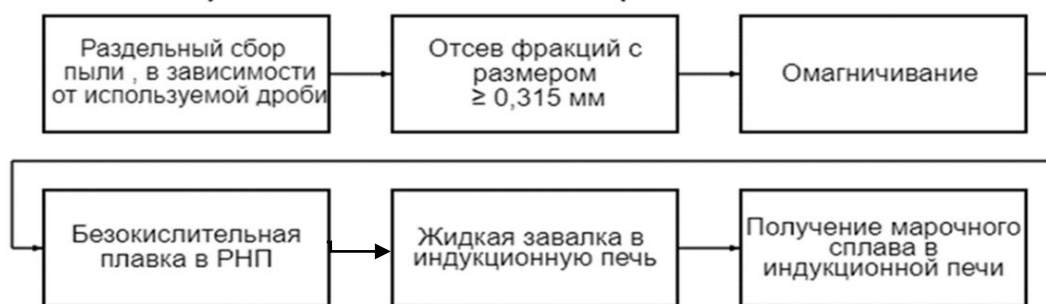 Раздельный сбор
пыли , в зависимости
от используемой дроби
Отсев фракций с
размером
≥ 0,315 мм
Омагничивание
Безокислительная
плавка в РНП
Жидкая завалка в
индукционную печь
Получение марочного
сплава в
индукционной печи